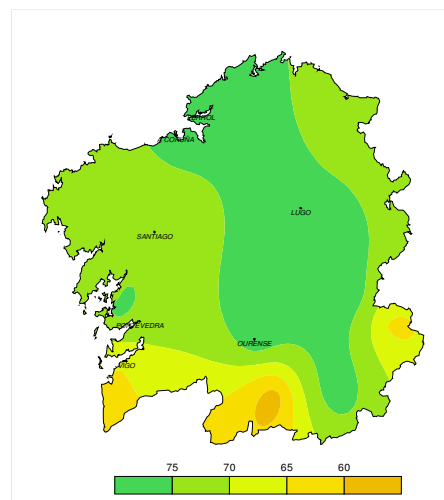 FERROL
CORUÑA
LUGO
SANTIAGO
PONTEVEDRA
OURENSE
VIGO
75 70 65 60